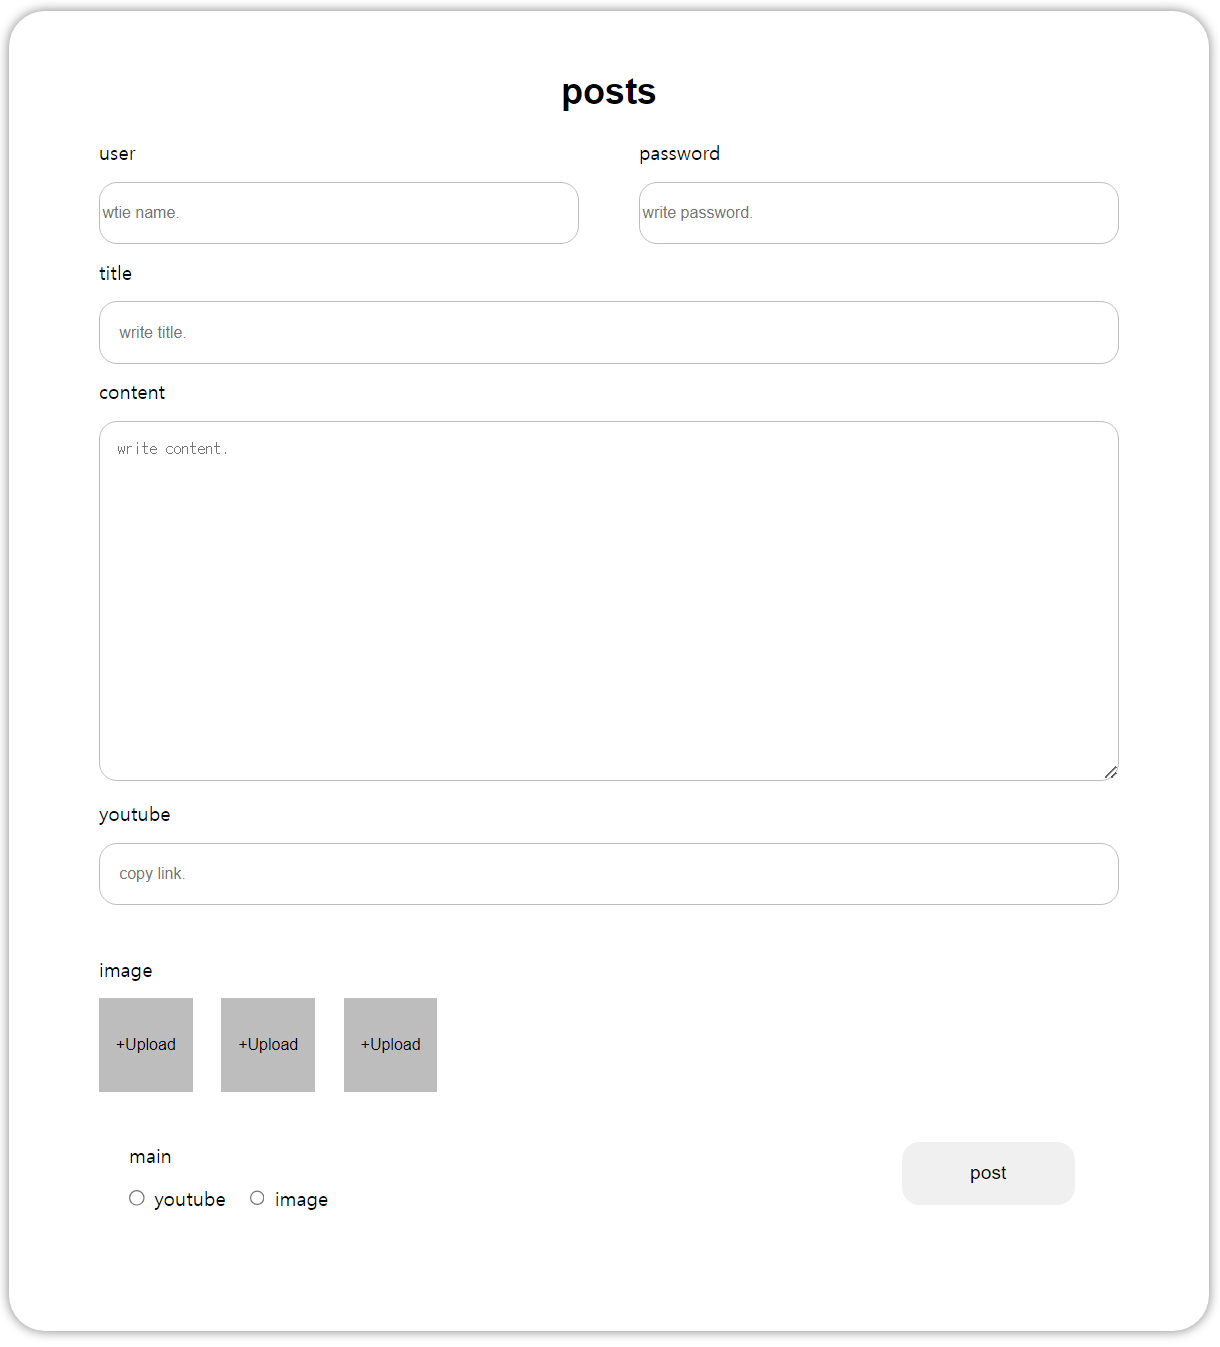 posts
user
password
wtie name.
write password.
title
write title.
content
write content.
youtube
copy link.
image
+Upload
+Upload
+Upload
main
youtube
image
post